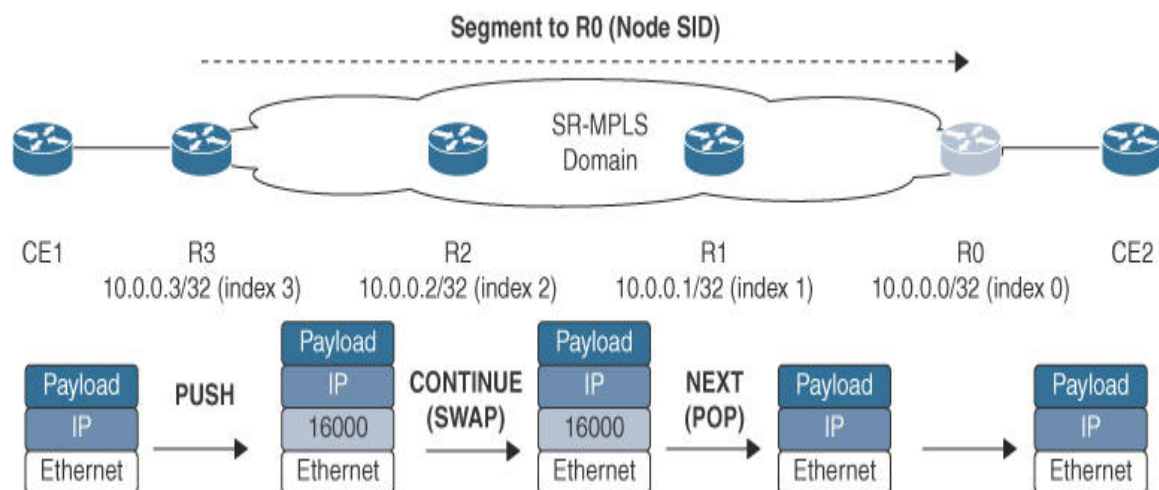 Segment to R0 (Node SID)
SR-MPLS
Domain
CE1
R3
R2
R1
R0
CE2
10.0.0.3/32 (index 3)
10.0.0.2/32 (index 2)
10.0.0.1/32 (index 1)
10.0.0.0/32 (index 0)
Payload
IP
Ethernet
PUSH
Payload
IP
16000
Ethernet
CONTINUE
(SWAP)
Payload
IP
16000
Ethernet
NEXT
(POP)
Payload
IP
Ethernet
Payload
IP
Ethernet